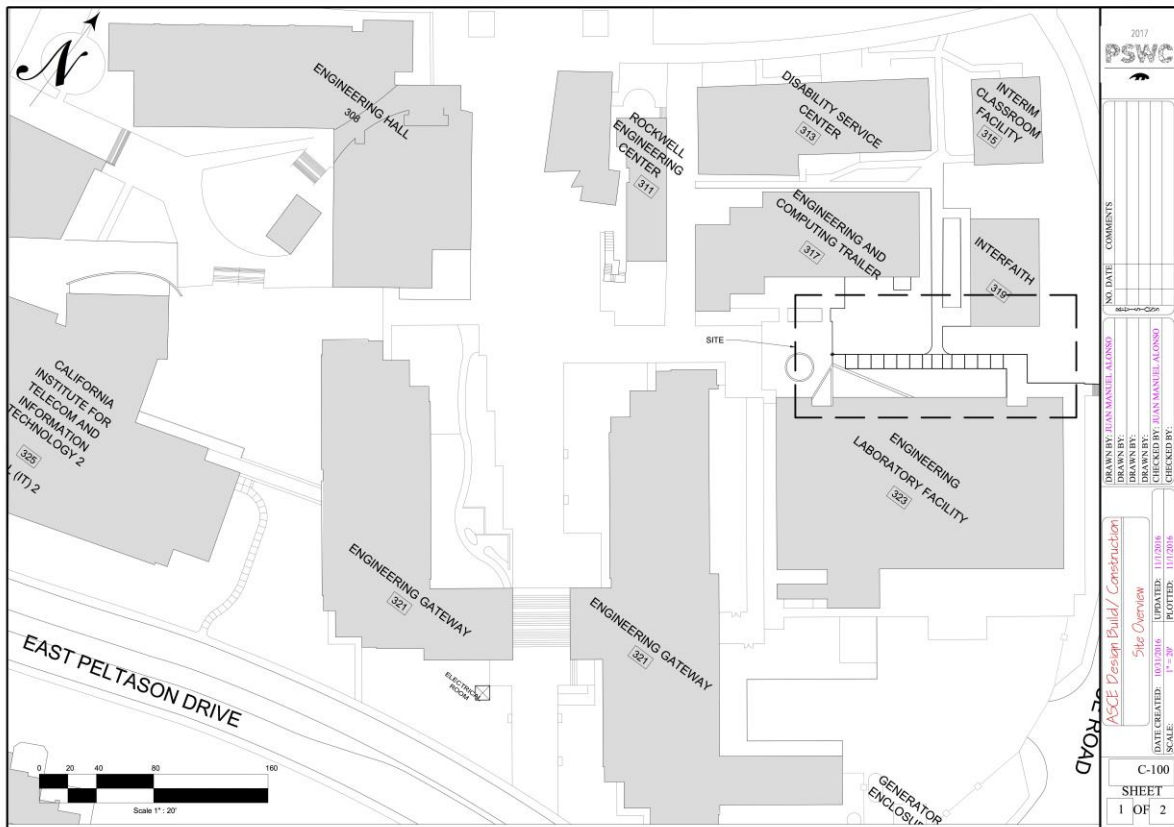 N
ENGINEERING HALL
308
ROCKWELL
ENGINEERING
CENTER
311
DISABILITY SERVICE
CENTER
313
INTERIM
CLASSROOM
FACILITY
315
ENGINEERING AND
COMPUTING TRAILER
317
INTERFAITH
319
SITE
CALIFORNIA
INSTITUTE FOR
TELECOM AND
INFORMATION
TECHNOLOGY 2
325
(IT) 2
ENGINEERING
LABORATORY FACILITY
323
ENGINEERING GATEWAY
321
ENGINEERING GATEWAY
321
ELECTRICAL
ROOM
EAST PELTASON DRIVE
ROAD
GENERATOR
0 20 40 80 160
Scale 1" : 20'
2017
PSWC
NO. DATE COMMENTS
DRAWN BY: JUAN MANUEL ALONSO
DRAWN BY:
DRAWN BY:
DRAWN BY:
CHECKED BY: JUAN MANUEL ALONSO
CHECKED BY:
ASCE Design Build/ Construction
Site Overview
DATE CREATED: 10/31/2016 UPDATED: 11/1/2016
SCALE: 1" = 20' PLOTTED: 11/1/2016
C-100
SHEET
1 OF 2